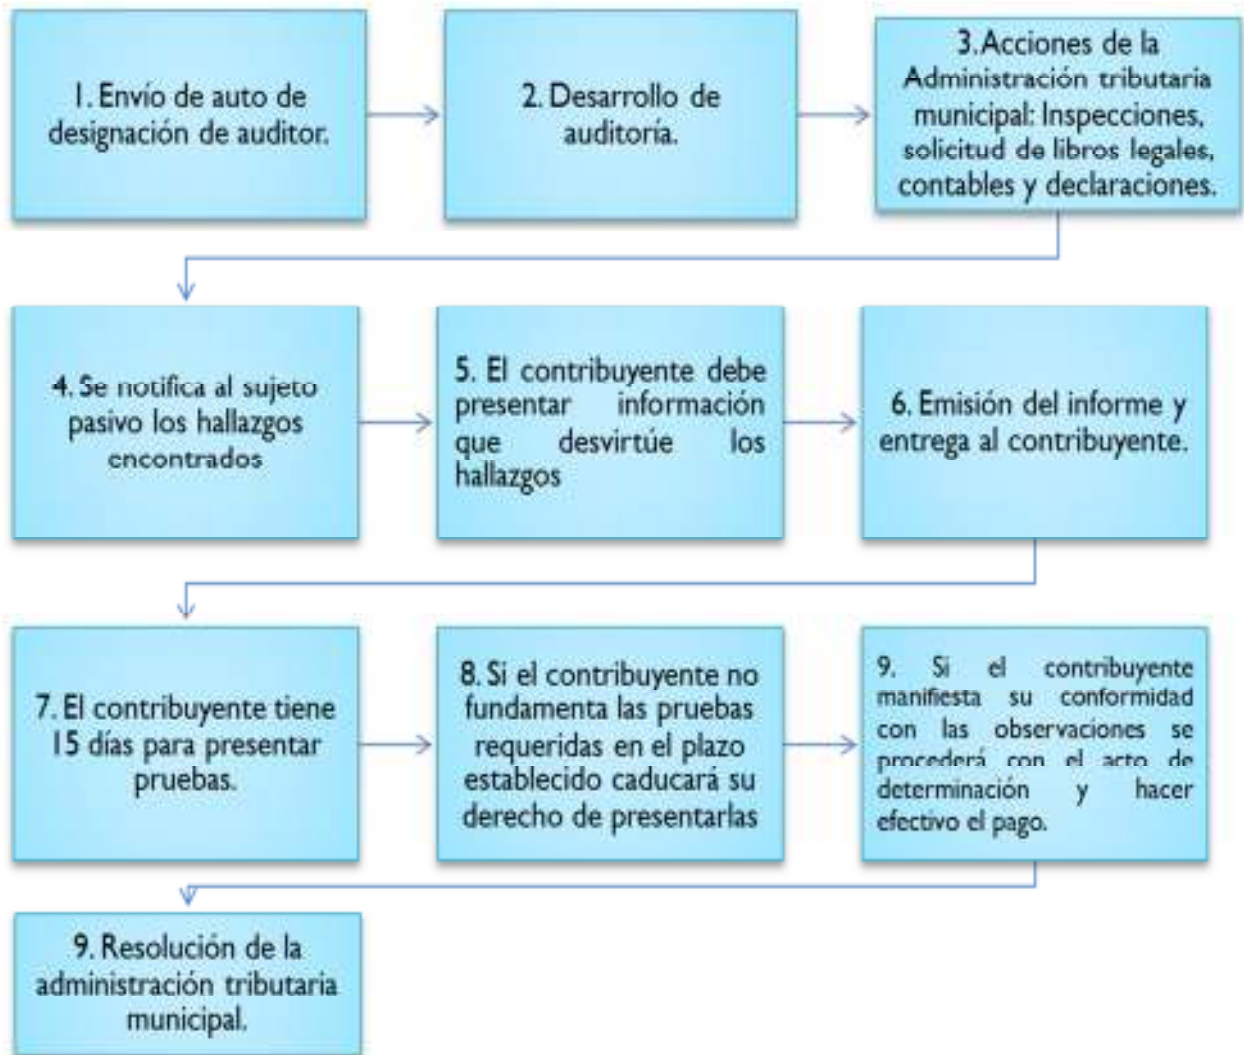 1. Envío de auto de
designación de auditor.
2. Desarrollo de
auditoría.
3. Acciones de la
Administración tributaria
municipal: Inspecciones,
solicitud de libros legales,
contables y declaraciones.
4. Se notifica al sujeto
pasivo los hallazgos
encontrados
5. El contribuyente debe
presentar información
que desvirtúe los
hallazgos
6. Emisión del informe y
entrega al contribuyente.
7. El contribuyente tiene
15 días para presentar
pruebas.
8. Si el contribuyente no
fundamenta las pruebas
requeridas en el plazo
establecido caducará su
derecho de presentarlas
9. Si el contribuyente
manifiesta su conformidad
con las observaciones se
procederá con el acto de
determinación y hacer
efectivo el pago.
9. Resolución de la
administración tributaria
municipal.